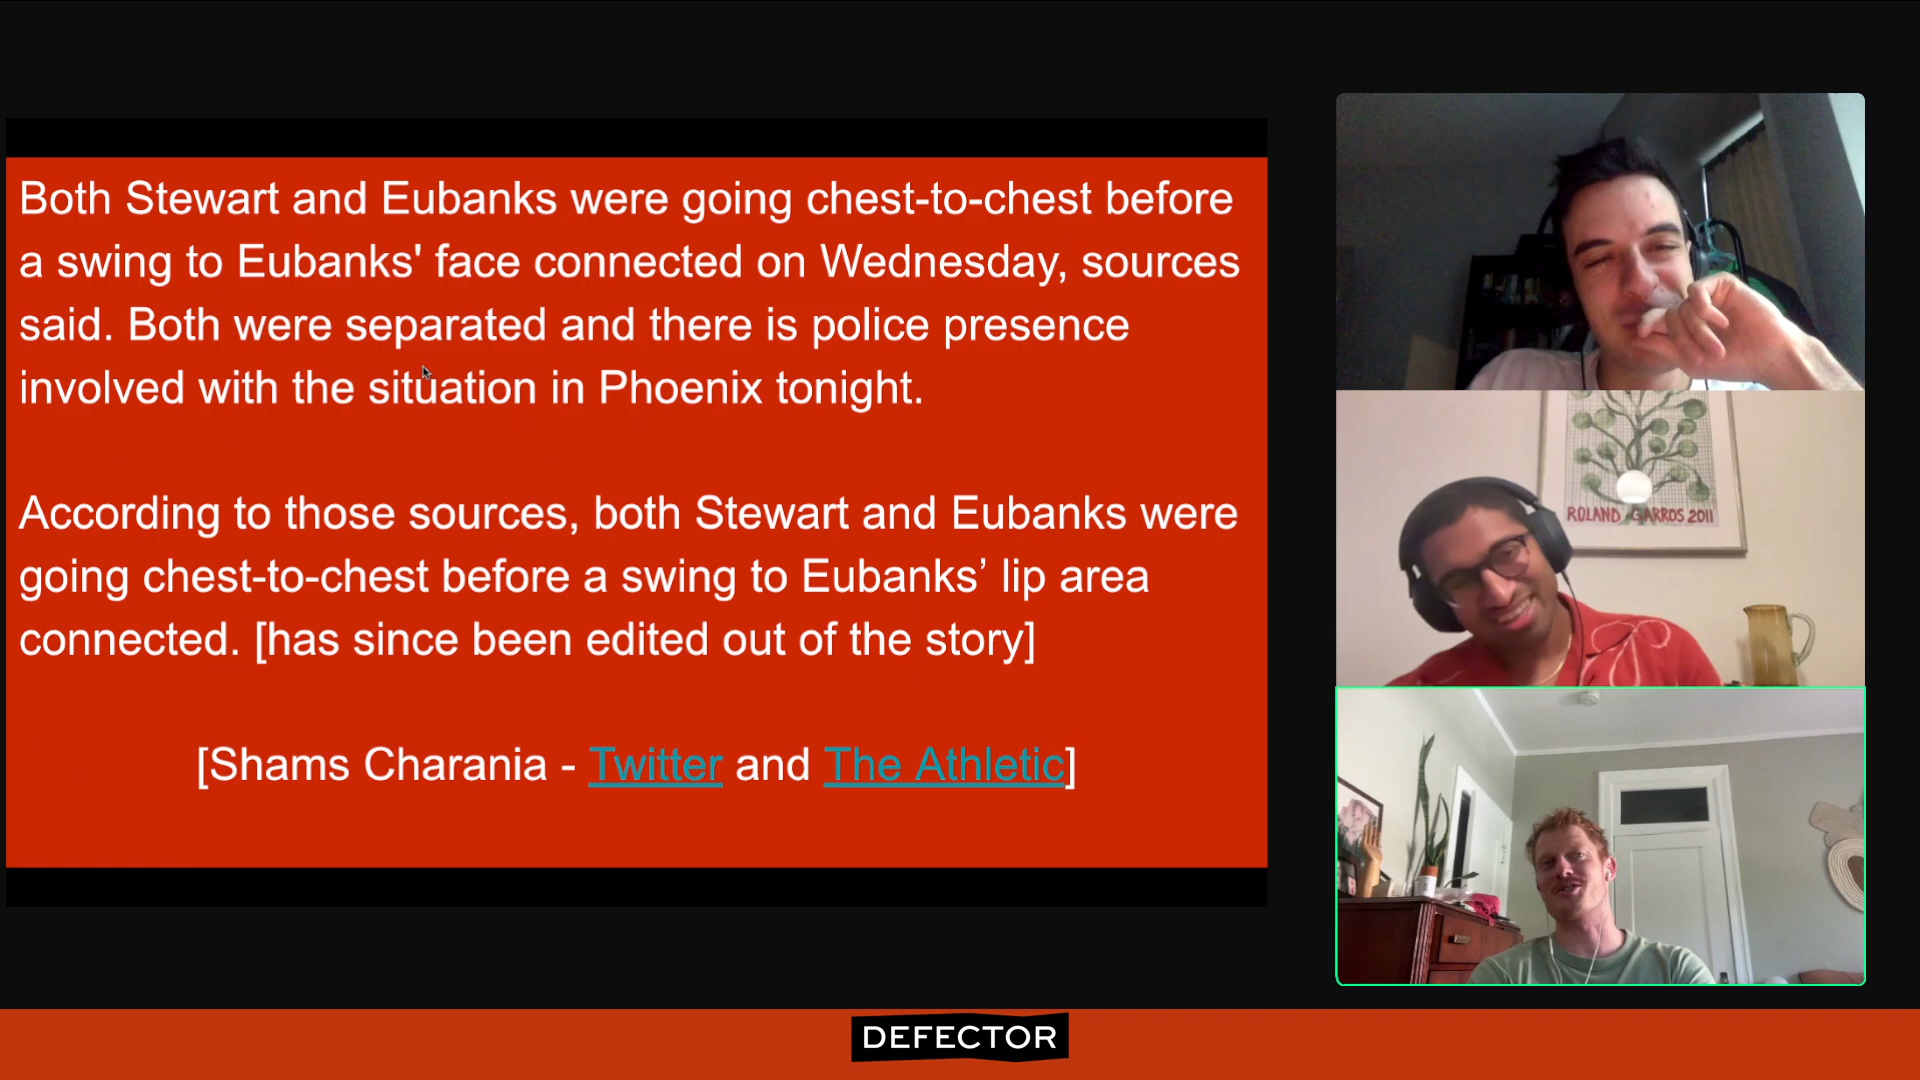 Both Stewart and Eubanks were going chest-to-chest before
a swing to Eubanks' face connected on Wednesday, sources
said. Both were separated and there is police presence
involved with the situation in Phoenix tonight.
According to those sources, both Stewart and Eubanks were
going chest-to-chest before a swing to Eubanks’ lip area
connected. [has since been edited out of the story]
[Shams Charania - Twitter and The Athletic]
ROLAND GARROS 2011
DEFECTOR